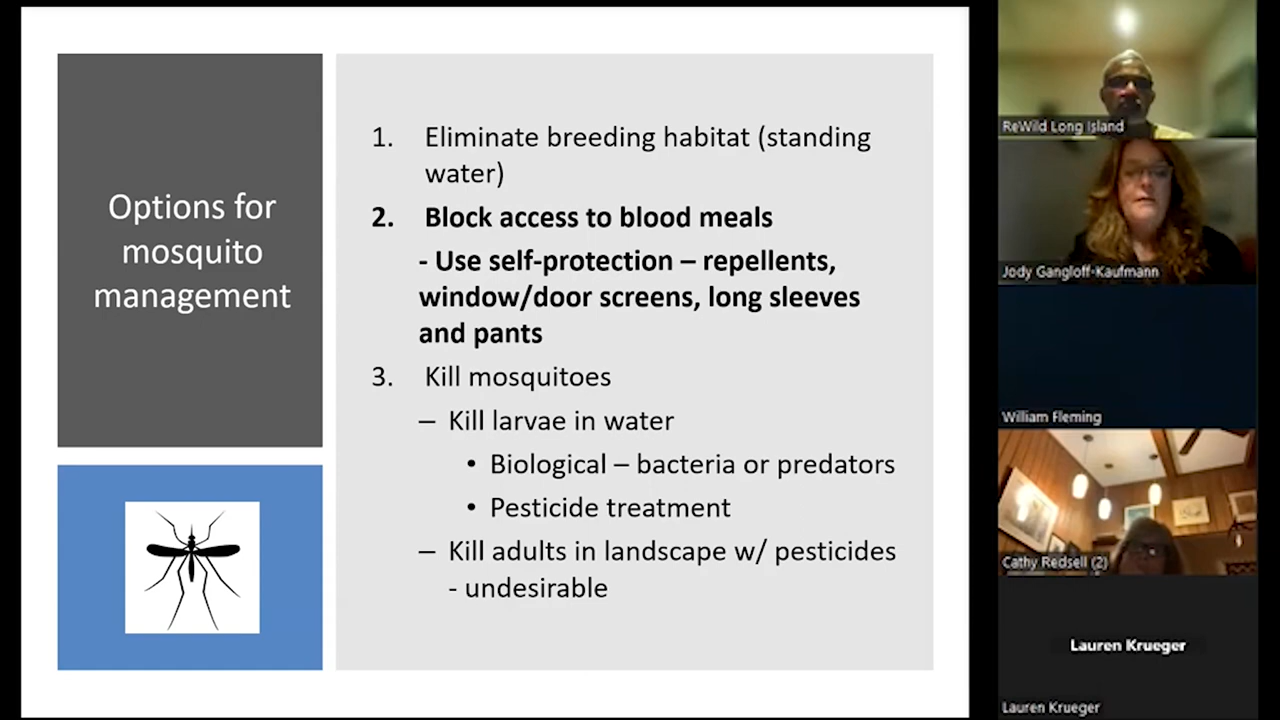 Options for
mosquito
management
1. Eliminate breeding habitat (standing
water)
2. Block access to blood meals
- Use self-protection – repellents,
window/door screens, long sleeves
and pants
3. Kill mosquitoes
– Kill larvae in water
• Biological – bacteria or predators
• Pesticide treatment
– Kill adults in landscape w/ pesticides
- undesirable
ReWild Long Island
Jody Gangloff-Kaufmann
William Fleming
Cathy Redsell (2)
Lauren Krueger
Lauren Krueger